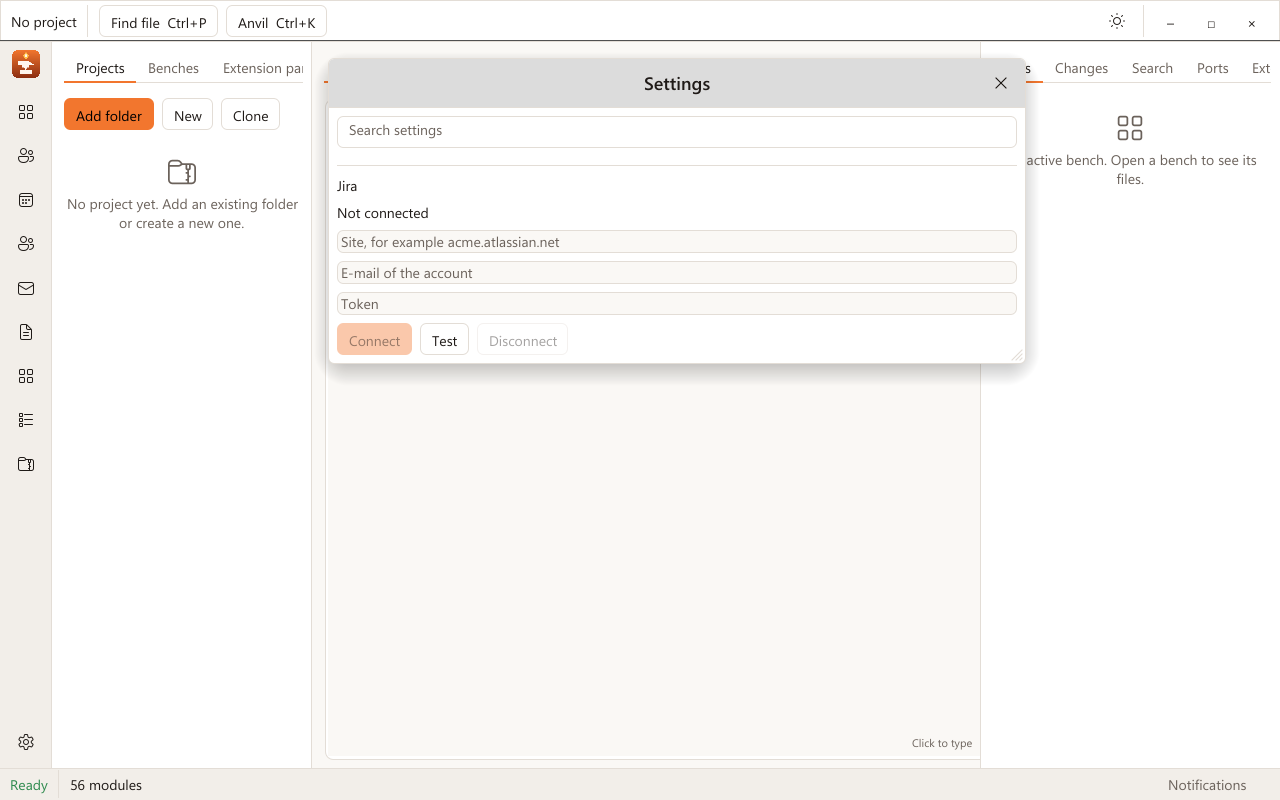 No project
Find file Ctrl+P
Anvil Ctrl+K
Projects
Benches
Extension
Changes
Search
Ports
Add folder
New
Clone
No project yet. Add an existing folder
or create a new one.
Settings
Search settings
Jira
Not connected
Site, for example acme.atlassian.net
E-mail of the account
Token
Connect
Test
Disconnect
active bench. Open a bench to see its
files.
Click to type
Ready
56 modules
Notifications